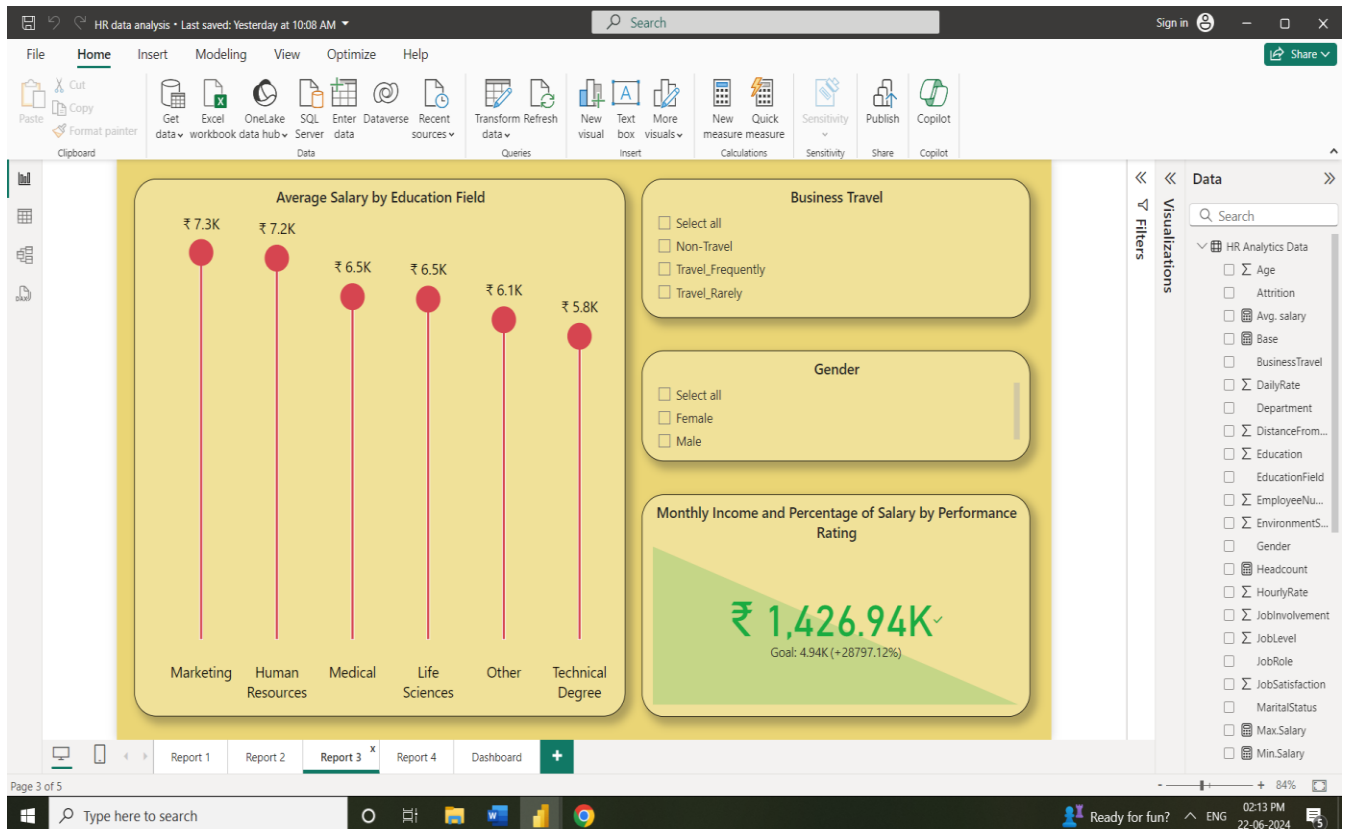 HR data analysis • Last saved: Yesterday at 10:08 AM
Search
Sign in
File Home Insert Modeling View Optimize Help
Share
Paste
Cut
Copy
Format painter
Clipboard
Get data
Excel workbook
OneLake data hub
SQL Server
Enter data
Dataverse
Recent sources
Data
Transform data
Refresh
Queries
New visual
Text box
More visuals
Insert
New measure
Quick measure
Calculations
Sensitivity
Sensitivity
Publish
Share
Copilot
Copilot
Average Salary by Education Field
₹ 7.3K
₹ 7.2K
₹ 6.5K
₹ 6.5K
₹ 6.1K
₹ 5.8K
Marketing
Human
Resources
Medical
Life
Sciences
Other
Technical
Degree
Business Travel
Select all
Non-Travel
Travel_Frequently
Travel_Rarely
Gender
Select all
Female
Male
Monthly Income and Percentage of Salary by Performance
Rating
₹ 1,426.94K
Goal: 4.94K (+28797.12%)
Filters
Visualizations
Data
Search
HR Analytics Data
Age
Attrition
Avg. salary
Base
BusinessTravel
DailyRate
Department
DistanceFrom...
Education
EducationField
EmployeeNu...
EnvironmentS...
Gender
Headcount
HourlyRate
JobInvolvement
JobLevel
JobRole
JobSatisfaction
MaritalStatus
Max.Salary
Min.Salary
Report 1 Report 2 Report 3 x Report 4 Dashboard +
Page 3 of 5
84%
Type here to search
Ready for fun?
ENG
02:13 PM
22-06-2024
5